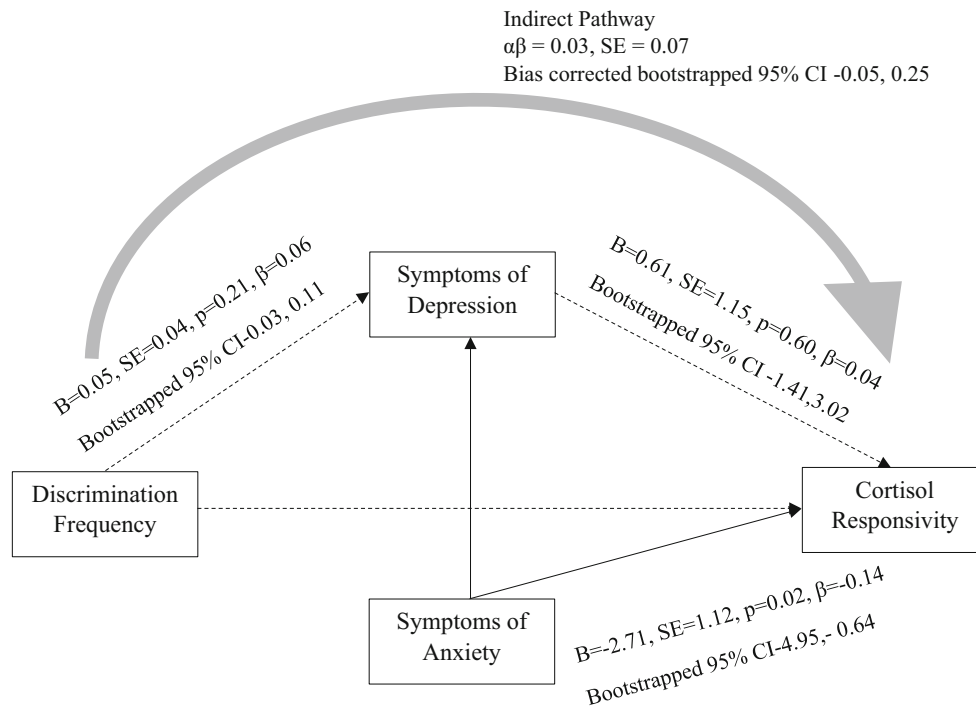 Indirect Pathway
αβ = 0.03, SE = 0.07
Bias corrected bootstrapped 95% CI -0.05, 0.25
B=0.05, SE=0.04, p=0.21, β=0.06
Bootstrapped 95% CI-0.03, 0.11
Symptoms of
Depression
B=0.61, SE=1.15, p=0.60, β=0.04
Bootstrapped 95% CI -1.41,3.02
Discrimination
Frequency
Cortisol
Responsivity
Symptoms of
Anxiety
B=-2.71, SE=1.12, p=0.02, β=-0.14
Bootstrapped 95% CI-4.95,- 0.64